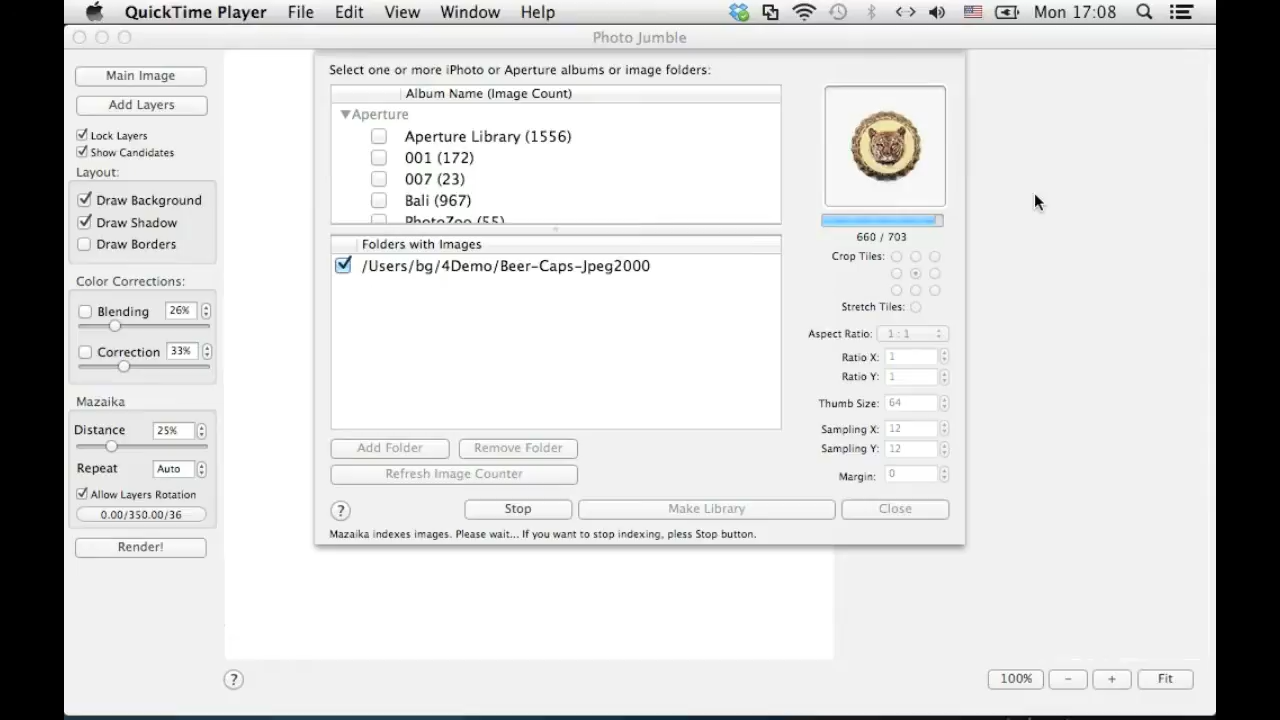 QuickTime Player File Edit View Window Help Mon 17:08
Photo Jumble
Main Image
Add Layers
Lock Layers
Show Candidates
Layout:
Draw Background
Draw Shadow
Draw Borders
Color Corrections:
Blending 26%
Correction 33%
Mazaika
Distance 25%
Repeat Auto
Allow Layers Rotation
0.00/350.00/36
Render!
Select one or more iPhoto or Aperture albums or image folders:
Album Name (Image Count)
Aperture
Aperture Library (1556)
001 (172)
007 (23)
Bali (967)
PhotoZoo (55)
Folders with Images
/Users/bg/4Demo/Beer-Caps-Jpeg2000
Add Folder Remove Folder
Refresh Image Counter
? Stop Make Library Close
Mazaika indexes images. Please wait... If you want to stop indexing, pless Stop button.
660 / 703
Crop Tiles:
Stretch Tiles:
Aspect Ratio: 1 : 1
Ratio X: 1
Ratio Y: 1
Thumb Size: 64
Sampling X: 12
Sampling Y: 12
Margin: 0
? 100% - + Fit